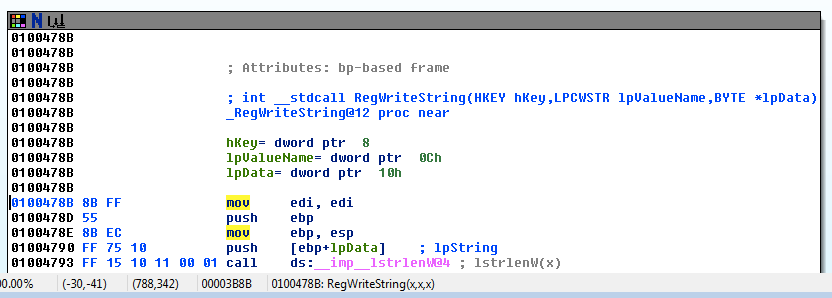 0100478B
0100478B
0100478B ; Attributes: bp-based frame
0100478B
0100478B ; int __stdcall RegWriteString(HKEY hKey,LPCWSTR lpValueName,BYTE *lpData)
0100478B _RegWriteString@12 proc near
0100478B
0100478B hKey= dword ptr  8
0100478B lpValueName= dword ptr  0Ch
0100478B lpData= dword ptr  10h
0100478B
0100478B 8B FF mov edi, edi
0100478D 55 push ebp
0100478E 8B EC mov ebp, esp
01004790 FF 75 10 push [ebp+lpData] ; lpString
01004793 FF 15 10 11 00 01 call ds:__imp__lstrlenW@4 ; lstrlenW(x)
00.00% (-30,-41) (788,342) 00003B8B 0100478B: RegWriteString(x,x,x)